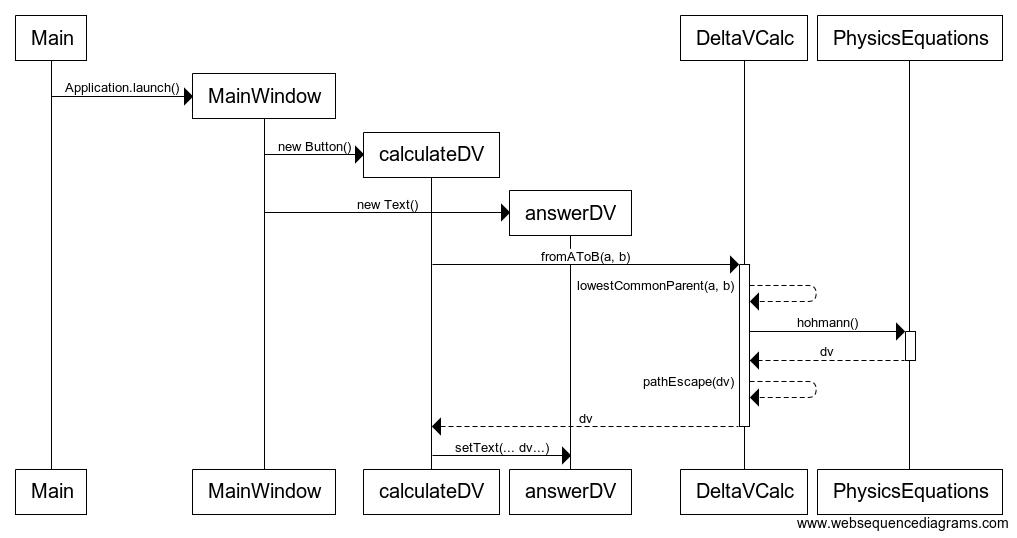 Main
DeltaVCalc
PhysicsEquations
Application.launch()
MainWindow
new Button()
calculateDV
new Text()
answerDV
fromAToB(a, b)
lowestCommonParent(a, b)
hohmann()
dv
pathEscape(dv)
dv
setText(... dv...)
Main
MainWindow
calculateDV
answerDV
DeltaVCalc
PhysicsEquations
www.websequencediagrams.com